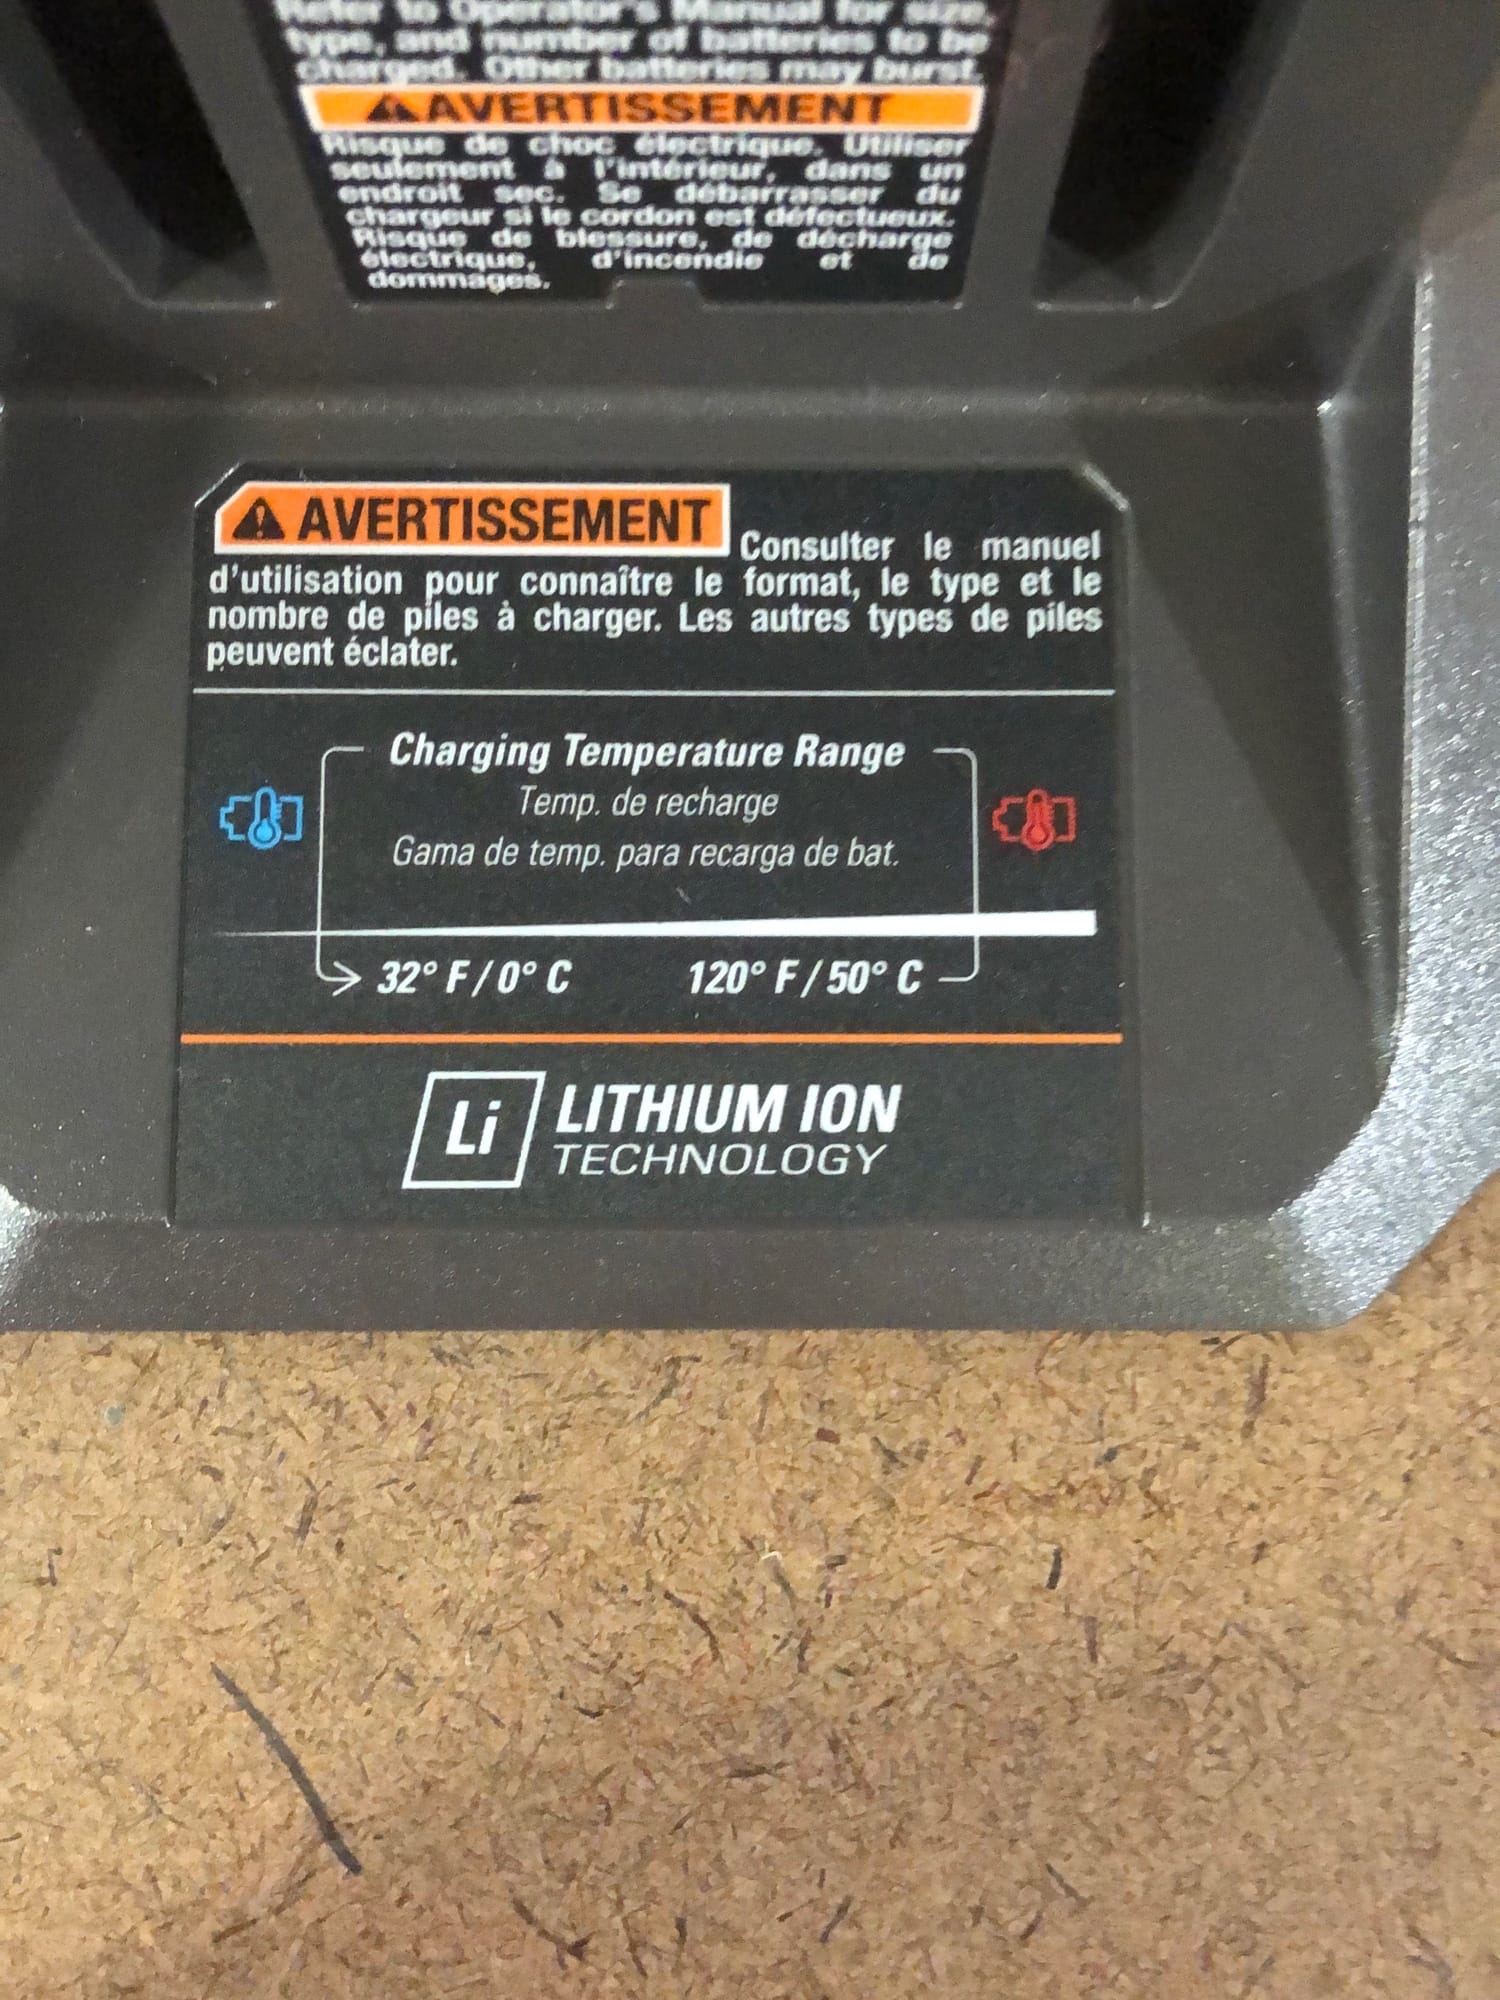 Refer to Operator's Manual for size,
type, and number of batteries to be
charged. Other batteries may burst.
AVERTISSEMENT
Risque de choc électrique. Utiliser
seulement à l'intérieur, dans un
endroit sec. Se débarrasser du
chargeur si le cordon est défectueux.
Risque de blessure, de décharge
électrique, d'incendie et de
dommages.
AVERTISSEMENT Consulter le manuel
d'utilisation pour connaître le format, le type et le
nombre de piles à charger. Les autres types de piles
peuvent éclater.
Charging Temperature Range
Temp. de recharge
Gama de temp. para recarga de bat.
32° F/0° C 120° F/50° C
Li LITHIUM ION
TECHNOLOGY